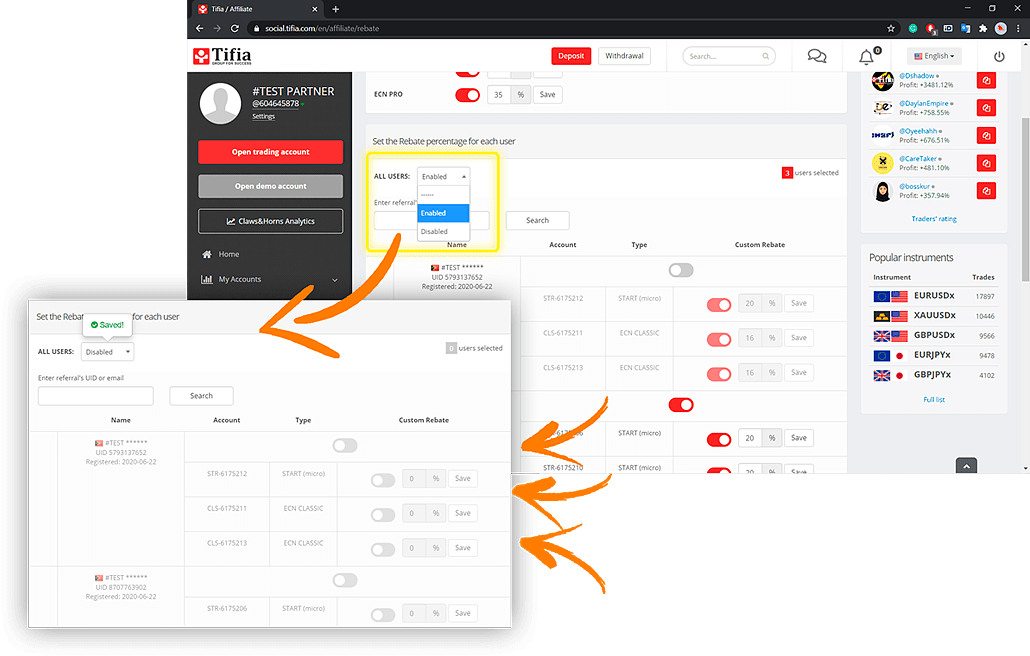 Tifia / Affiliate
social.tifia.com/en/affiliate/rebate
Tifia
GROUP FOR SUCCESS
Deposit
Withdrawal
Search...
0
English
#TEST PARTNER
@604645878
Settings
Open trading account
Open demo account
Claws&Horns Analytics
Home
My Accounts
ECN PRO
35 % Save
Set the Rebate percentage for each user
ALL USERS: Enabled
------
Enabled
Disabled
3 users selected
Enter referral'
Search
Name Account Type Custom Rebate
#TEST ******
UID 5793137652
Registered: 2020-06-22
STR-6175212 START (micro) 20 % Save
CLS-6175211 ECN CLASSIC 16 % Save
CLS-6175213 ECN CLASSIC 16 % Save
START (micro) 20 % Save
STR-6175210 START (micro) 20 % Save
@Dshadow
Profit: +3481.12%
@DaylanEmpire
Profit: +758.55%
@Oyeehahh
Profit: +676.51%
@CareTaker
Profit: +481.10%
@bosskur
Profit: +357.94%
Traders' rating
Popular instruments
Instrument Trades
EURUSDx 17897
XAUUSDx 10446
GBPUSDx 9566
EURJPYx 9478
GBPJPYx 4102
Full list
Set the Reba for each user
Saved!
ALL USERS: Disabled
0 users selected
Enter referral's UID or email
Search
Name Account Type Custom Rebate
#TEST ******
UID 5793137652
Registered: 2020-06-22
STR-6175212 START (micro) 0 % Save
CLS-6175211 ECN CLASSIC 0 % Save
CLS-6175213 ECN CLASSIC 0 % Save
#TEST ******
UID 8707763902
Registered: 2020-06-22
STR-6175206 START (micro) 0 % Save